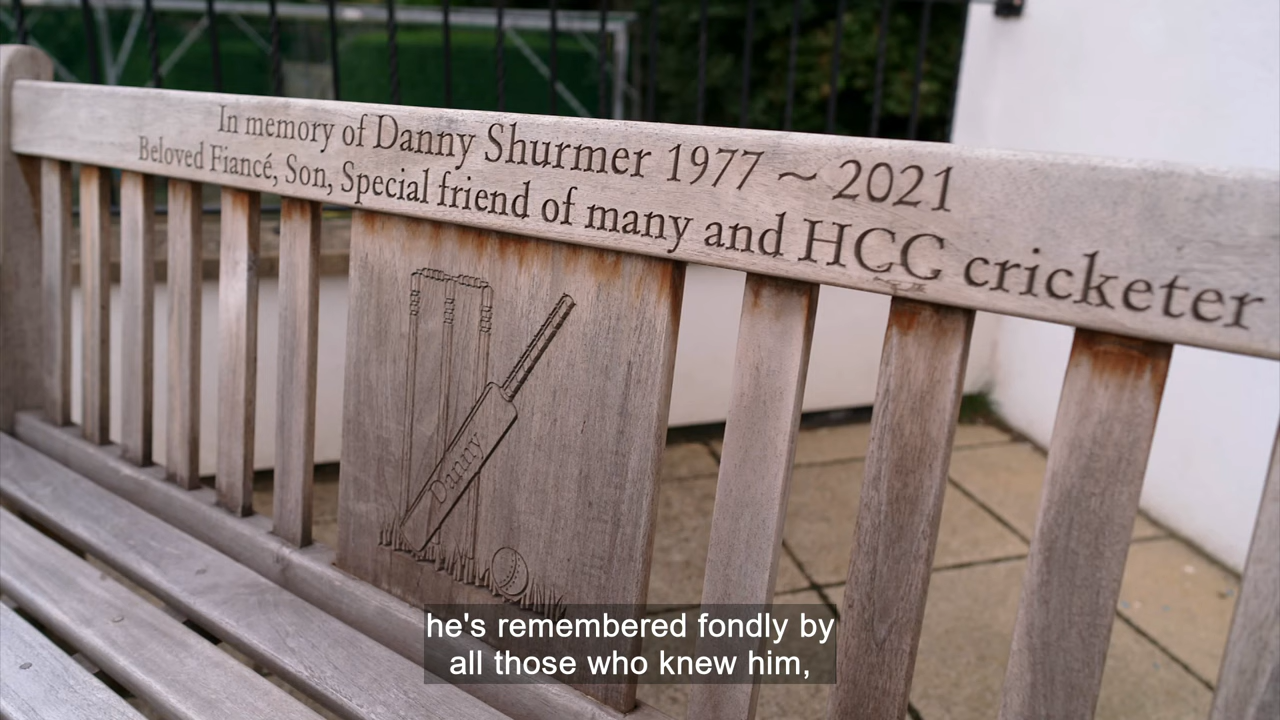 In memory of Danny Shurmer 1977 ~ 2021
Beloved Fiancé, Son, Special friend of many and HCC cricketer
Danny
he's remembered fondly by
all those who knew him,